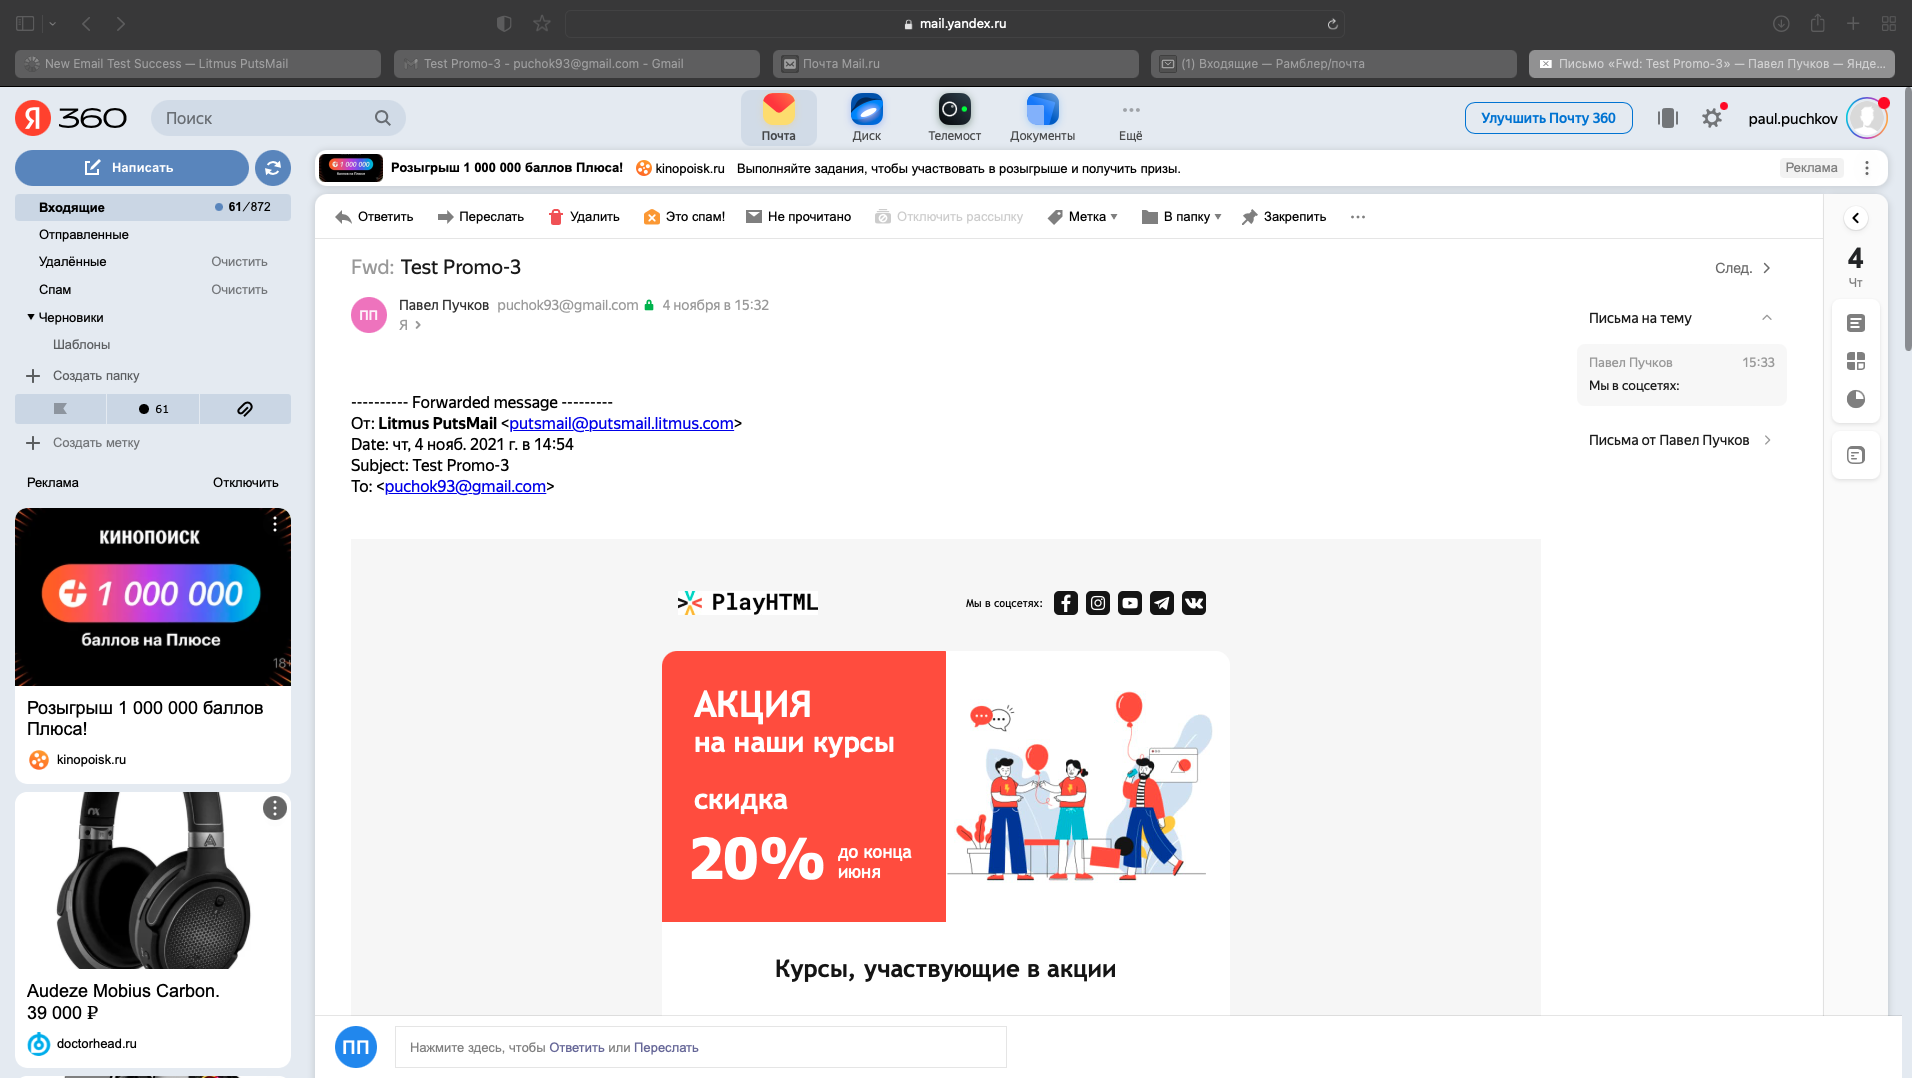 mail.yandex.ru
New Email Test Success — Litmus PutsMail
Test Promo-3 - puchok93@gmail.com - Gmail
Почта Mail.ru
(1) Входящие — Рамблер/почта
Письмо «Fwd: Test Promo-3» — Павел Пучков — Янде...
Я 360
Поиск
Почта
Диск
Телемост
Документы
Ещё
Улучшить Почту 360
paul.puchkov
Написать
Розыгрыш 1 000 000 баллов Плюса!
kinopoisk.ru
Выполняйте задания, чтобы участвовать в розыгрыше и получить призы.
Реклама
Входящие
61/872
Отправленные
Удалённые
Очистить
Спам
Очистить
Черновики
Шаблоны
Создать папку
61
Создать метку
Реклама
Отключить
КИНОПОИСК
1 000 000
баллов на Плюсе
18+
Розыгрыш 1 000 000 баллов
Плюса!
kinopoisk.ru
Audeze Mobius Carbon.
39 000 ₽
doctorhead.ru
Ответить
Переслать
Удалить
Это спам!
Не прочитано
Отключить рассылку
Метка
В папку
Закрепить
Fwd: Test Promo-3
След.
ПП
Павел Пучков puchok93@gmail.com 4 ноября в 15:32
Я
---------- Forwarded message ---------
От: Litmus PutsMail <putsmail@putsmail.litmus.com>
Date: чт, 4 нояб. 2021 г. в 14:54
Subject: Test Promo-3
To: <puchok93@gmail.com>
PlayHTML
Мы в соцсетях:
АКЦИЯ
на наши курсы
скидка
20%
до конца
июня
Курсы, участвующие в акции
Письма на тему
Павел Пучков
15:33
Мы в соцсетях:
Письма от Павел Пучков
4
Чт
ПП
Нажмите здесь, чтобы Ответить или Переслать